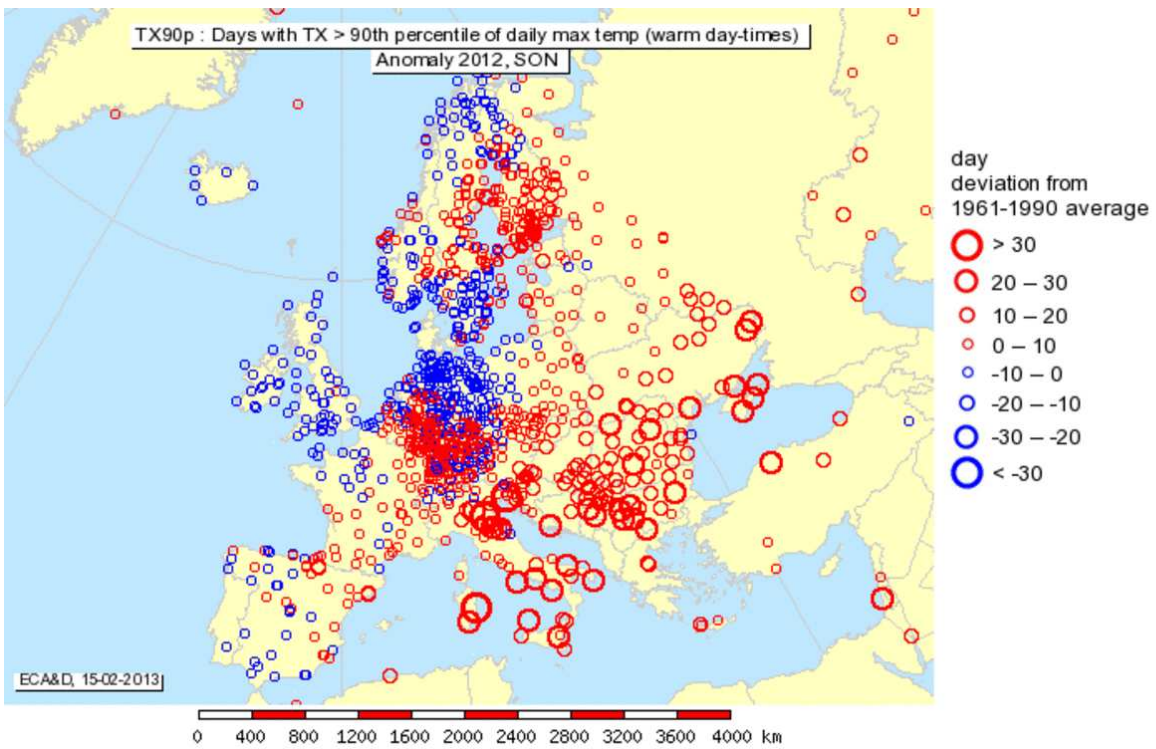 TX90p : Days with TX > 90th percentile of daily max temp (warm day-times)
Anomaly 2012, SON
day
deviation from
1961-1990 average
> 30
20 – 30
10 – 20
0 – 10
-10 – 0
-20 – -10
-30 – -20
< -30
ECA&D, 15-02-2013
0 400 800 1200 1600 2000 2400 2800 3200 3600 4000 km